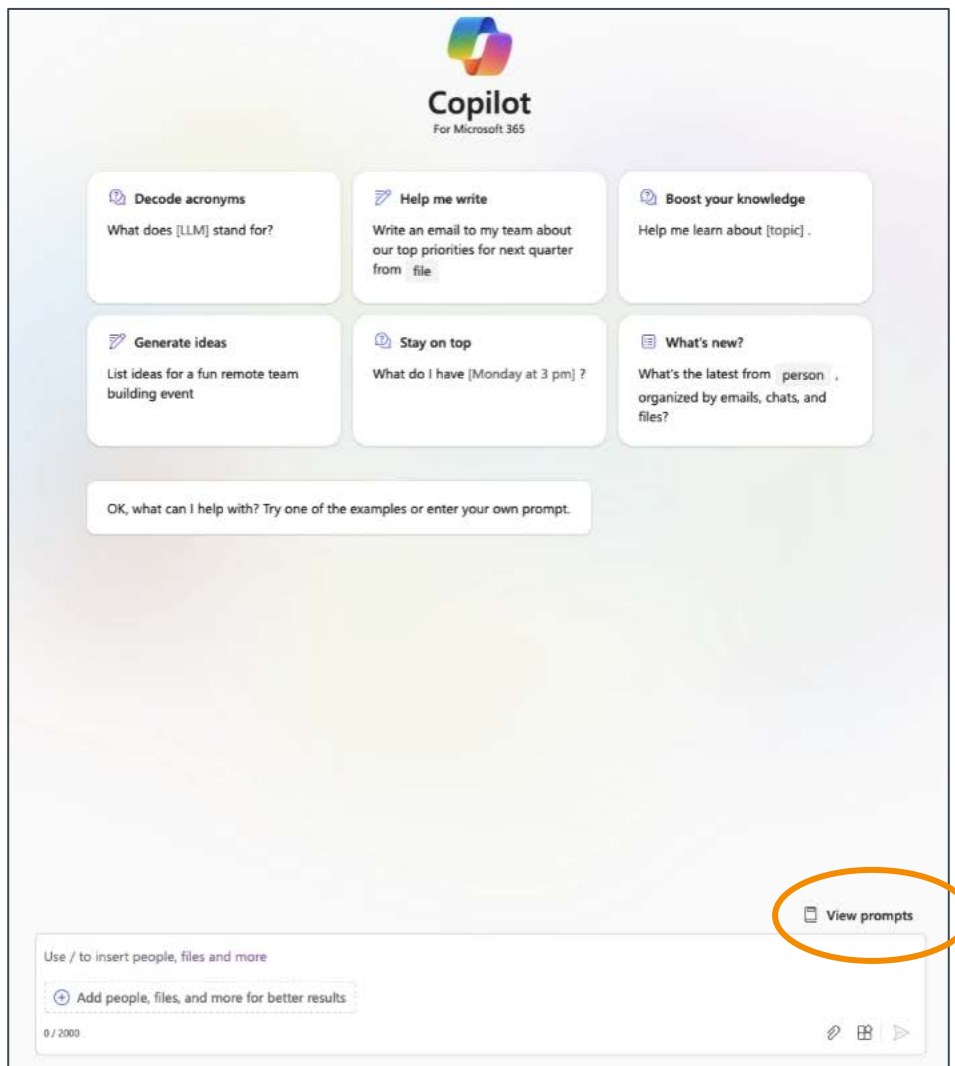 Copilot
For Microsoft 365
Decode acronyms
What does [LLM] stand for?
Help me write
Write an email to my team about
our top priorities for next quarter
from file
Boost your knowledge
Help me learn about [topic] .
Generate ideas
List ideas for a fun remote team
building event
Stay on top
What do I have [Monday at 3 pm] ?
What's new?
What's the latest from person ,
organized by emails, chats, and
files?
OK, what can I help with? Try one of the examples or enter your own prompt.
View prompts
Use / to insert people, files and more
Add people, files, and more for better results
0 / 2000